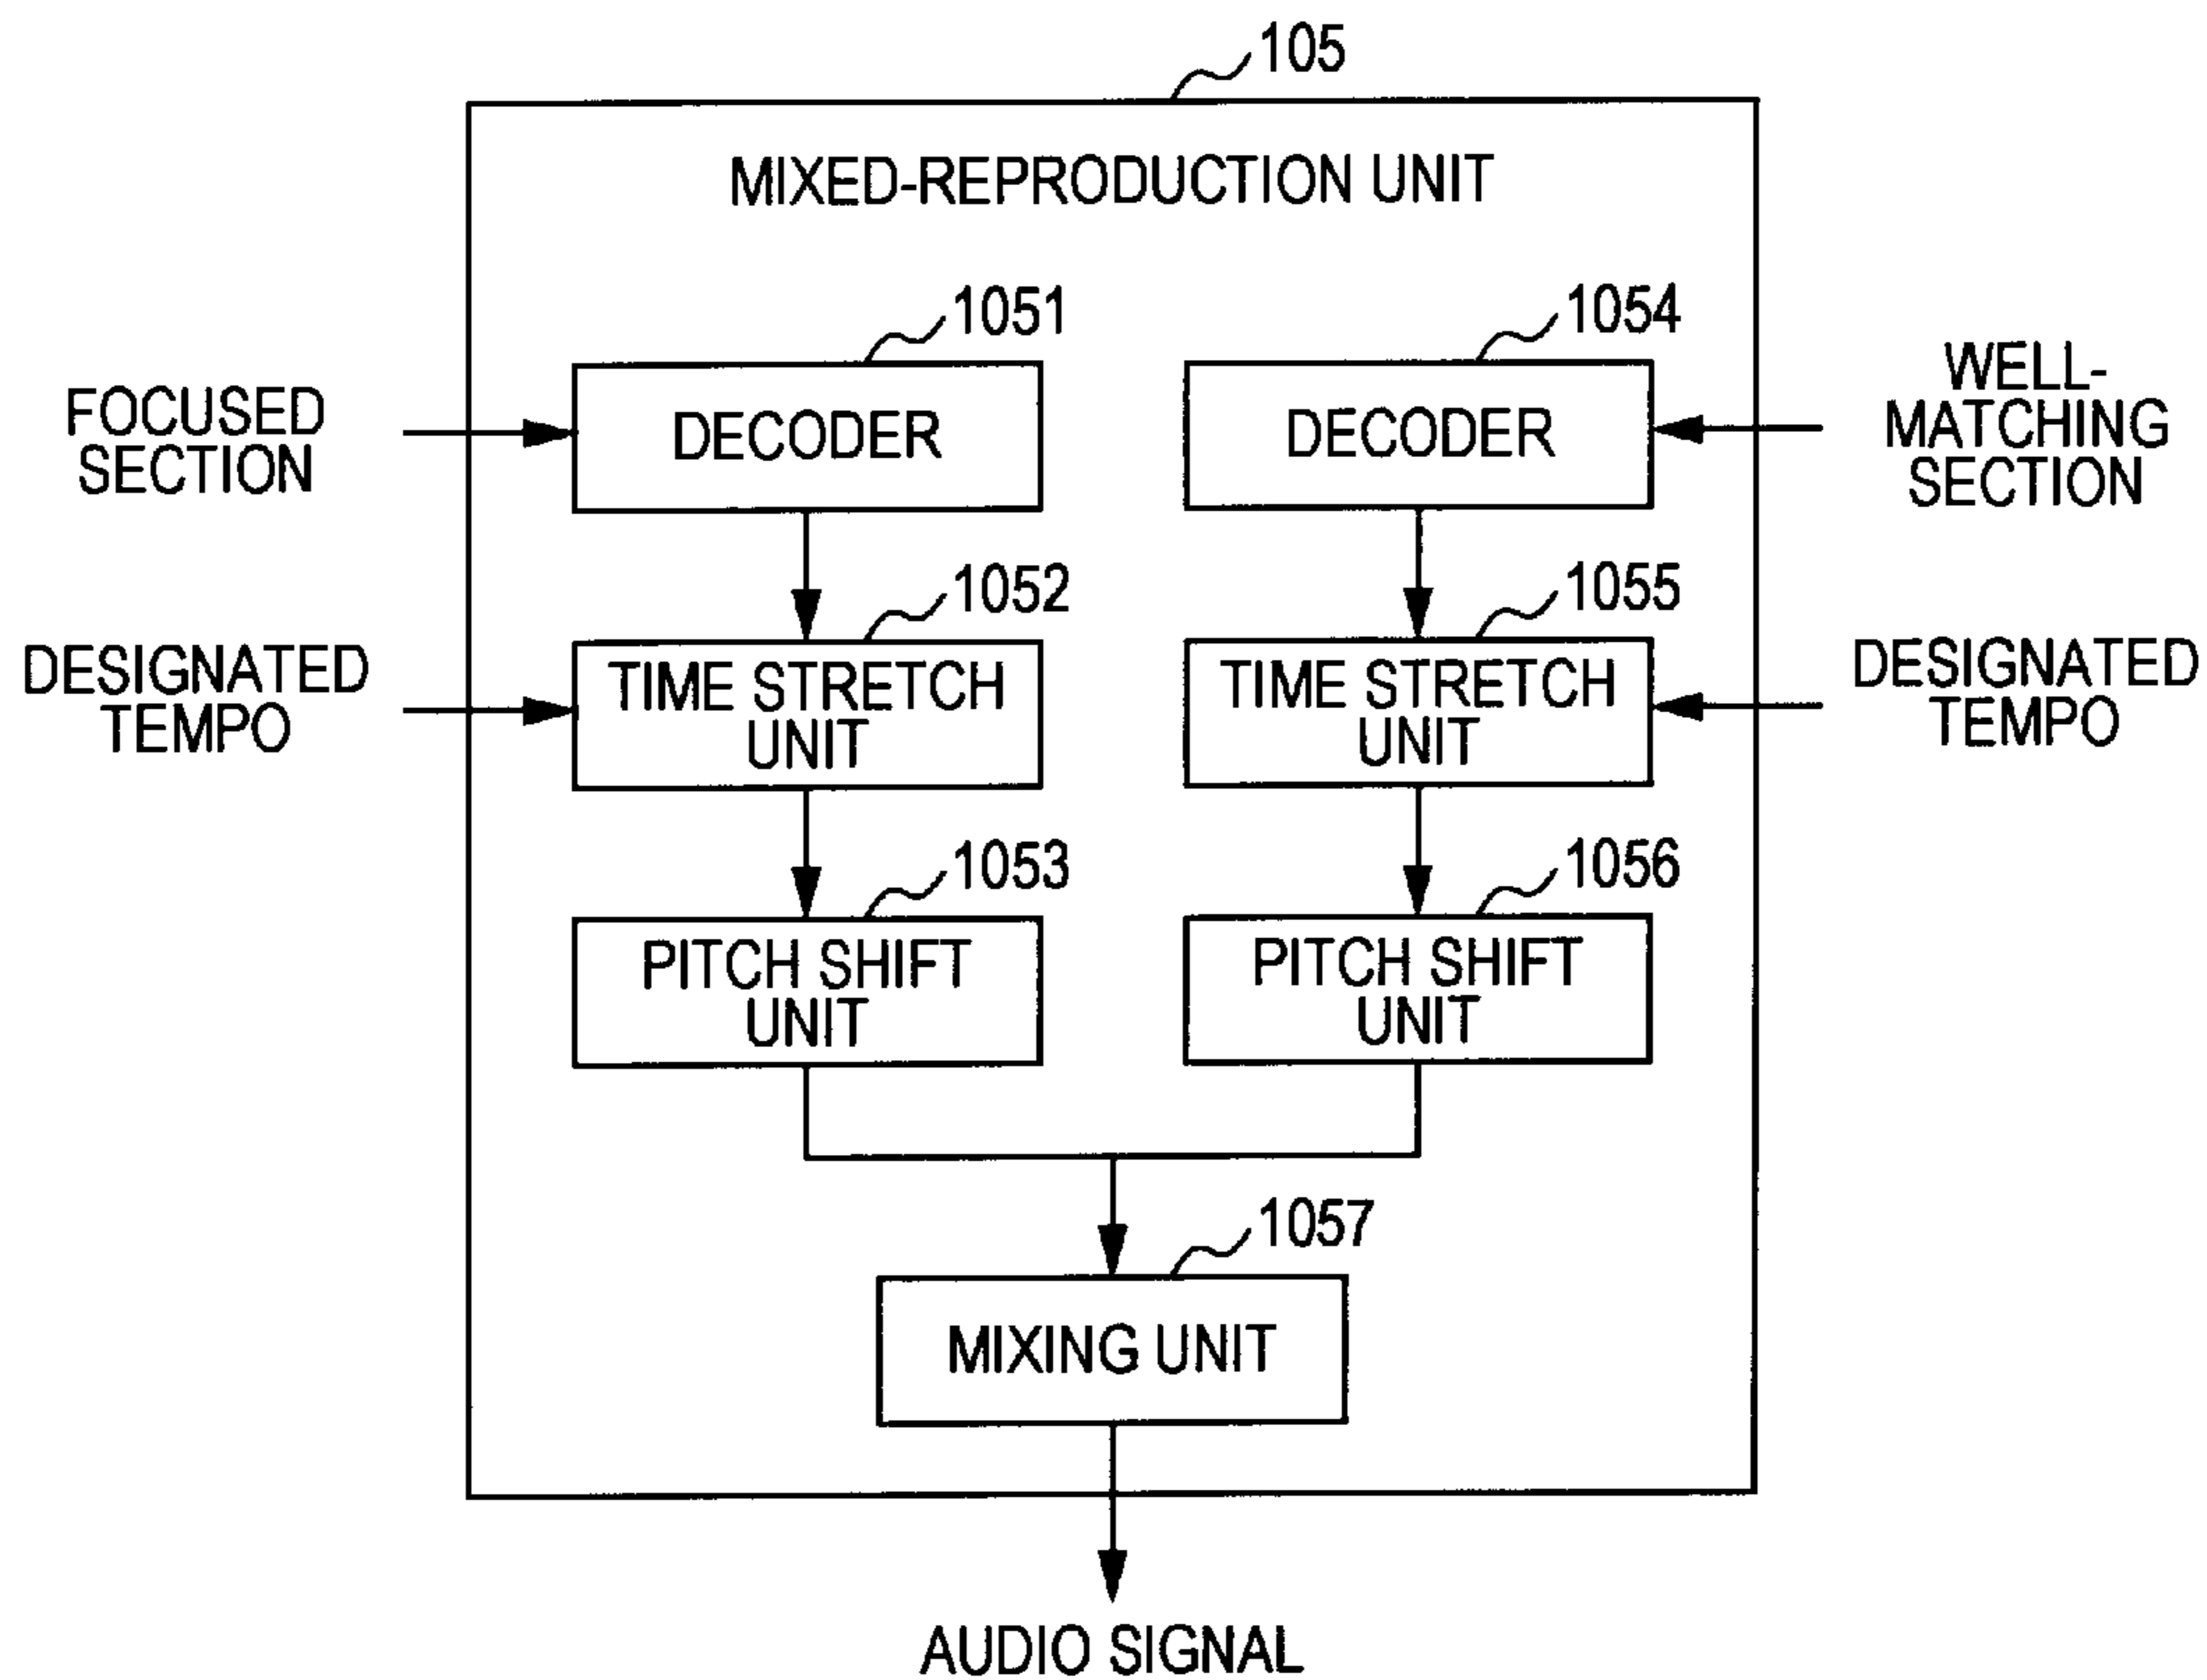 105
MIXED-REPRODUCTION UNIT
1051
1054
FOCUSED
SECTION
DECODER
DECODER
WELL-
MATCHING
SECTION
1052
1055
DESIGNATED
TEMPO
TIME STRETCH
UNIT
TIME STRETCH
UNIT
DESIGNATED
TEMPO
1053
1056
PITCH SHIFT
UNIT
PITCH SHIFT
UNIT
1057
MIXING UNIT
AUDIO SIGNAL